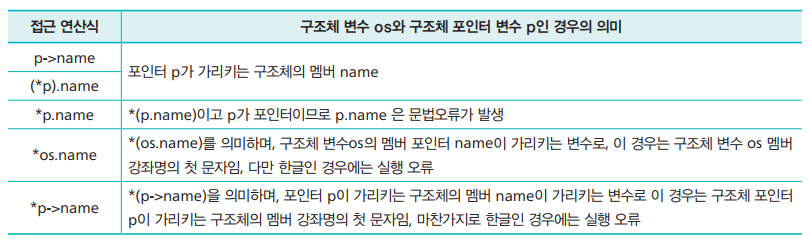 접근 연산식 구조체 변수 os와 구조체 포인터 변수 p인 경우의 의미
p->name
포인터 p가 가리키는 구조체의 멤버 name
(*p).name
*p.name *(p.name)이고 p가 포인터이므로 p.name 은 문법오류가 발생
*os.name *(os.name)를 의미하며, 구조체 변수os의 멤버 포인터 name이 가리키는 변수로, 이 경우는 구조체 변수 os 멤버
강좌명의 첫 문자임, 다만 한글인 경우에는 실행 오류
*p->name *(p->name)을 의미하며, 포인터 p이 가리키는 구조체의 멤버 name이 가리키는 변수로 이 경우는 구조체 포인터
p이 가리키는 구조체의 멤버 강좌명의 첫 문자임, 마찬가지로 한글인 경우에는 실행 오류